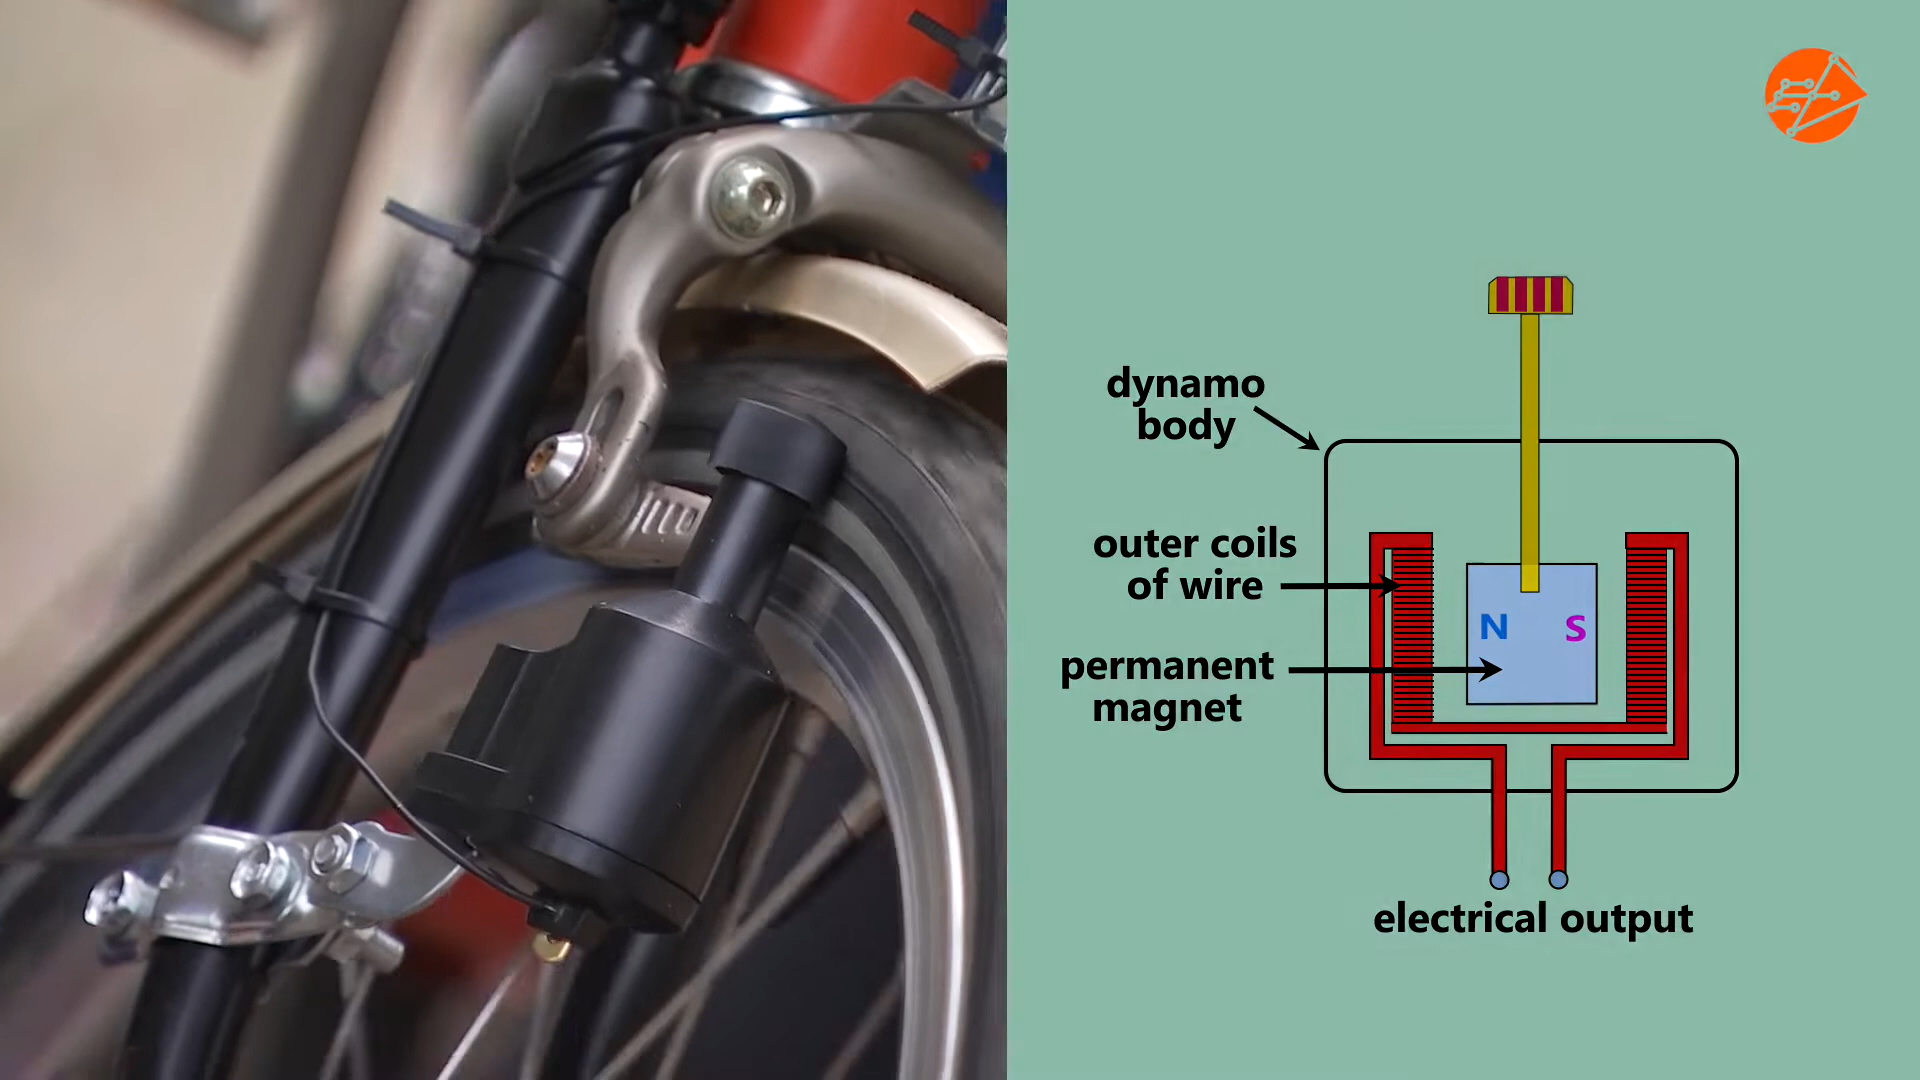 dynamo
body
outer coils
of wire
N
S
permanent
magnet
electrical output